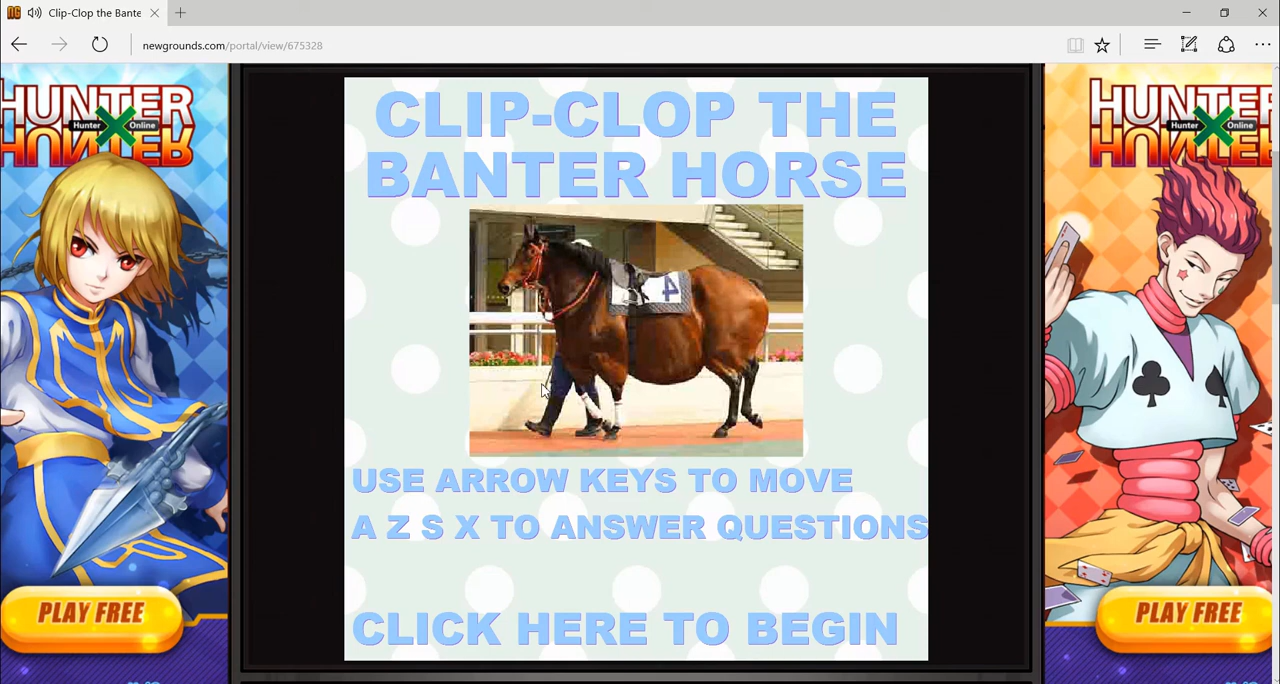 Clip-Clop the Bante
newgrounds.com/portal/view/675328
HUNTER
Hunter Online
HUNTER
PLAY FREE
CLIP-CLOP THE
BANTER HORSE
4
USE ARROW KEYS TO MOVE
A Z S X TO ANSWER QUESTIONS
CLICK HERE TO BEGIN
HUNTER
Hunter Online
HUNTER
PLAY FREE